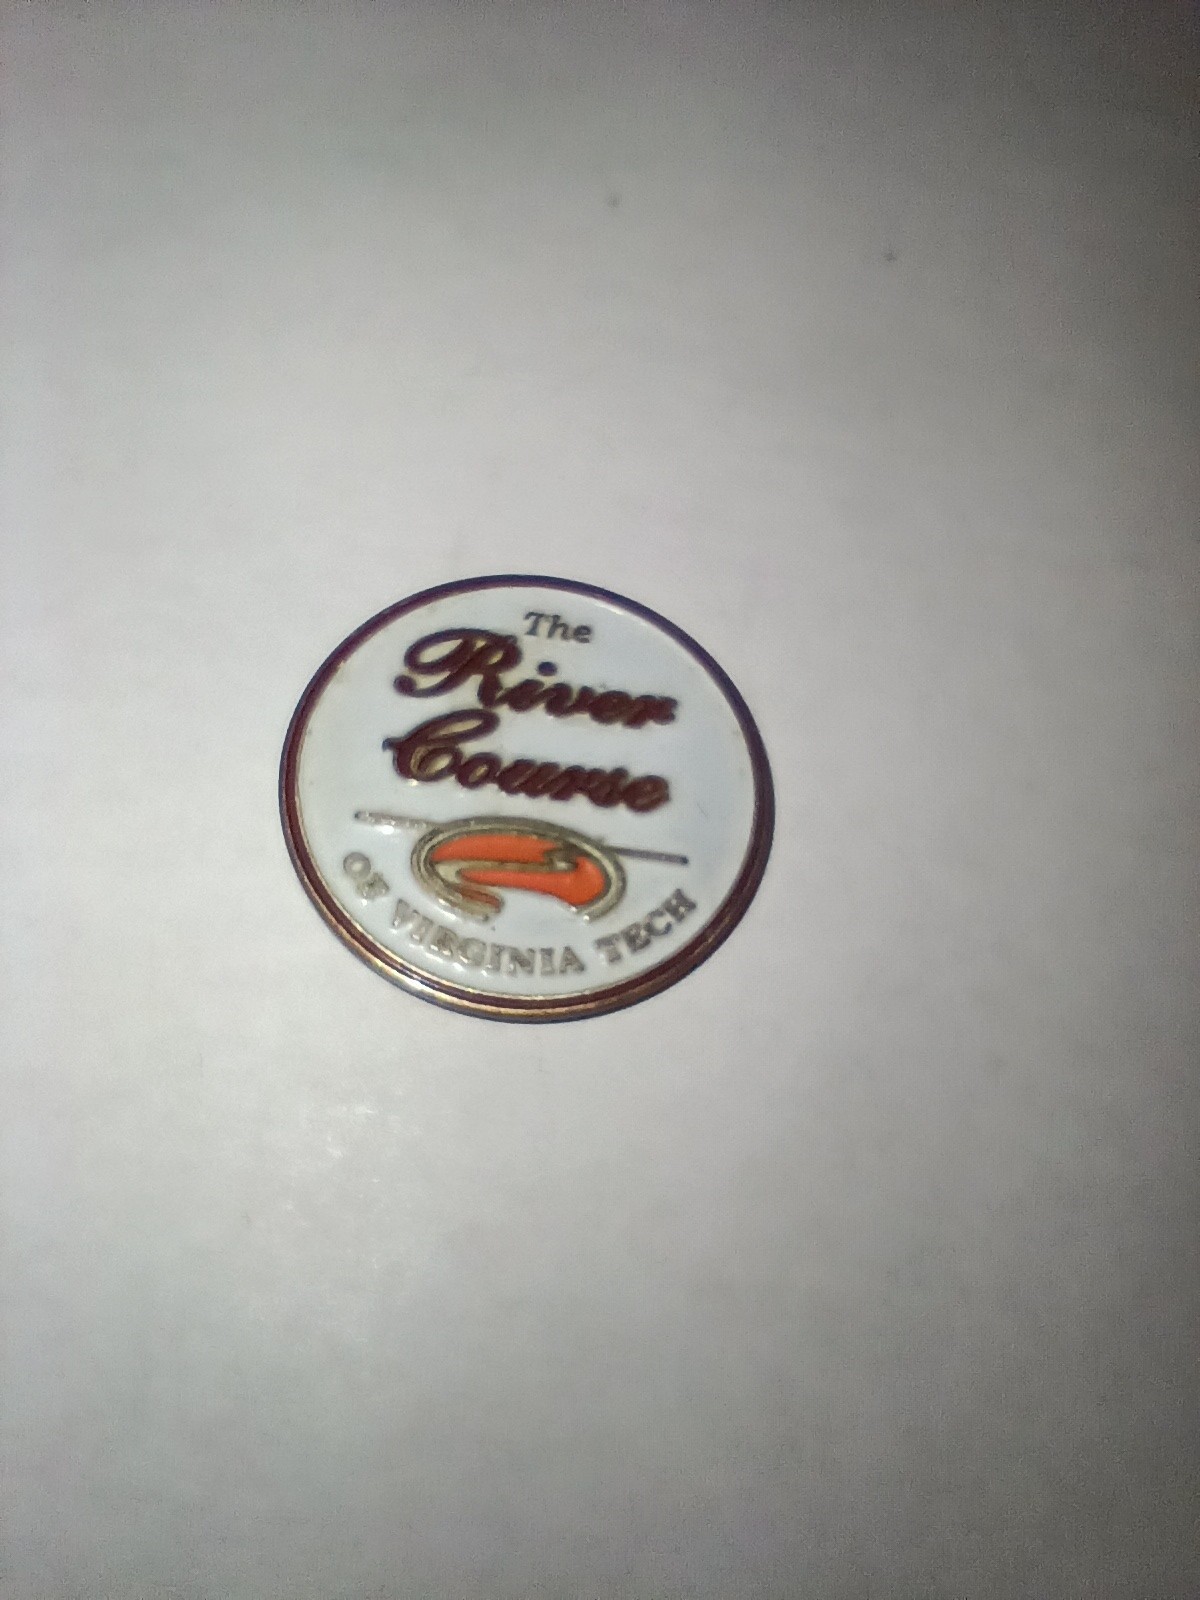 The
River
Course
OF VIRGINIA TECH